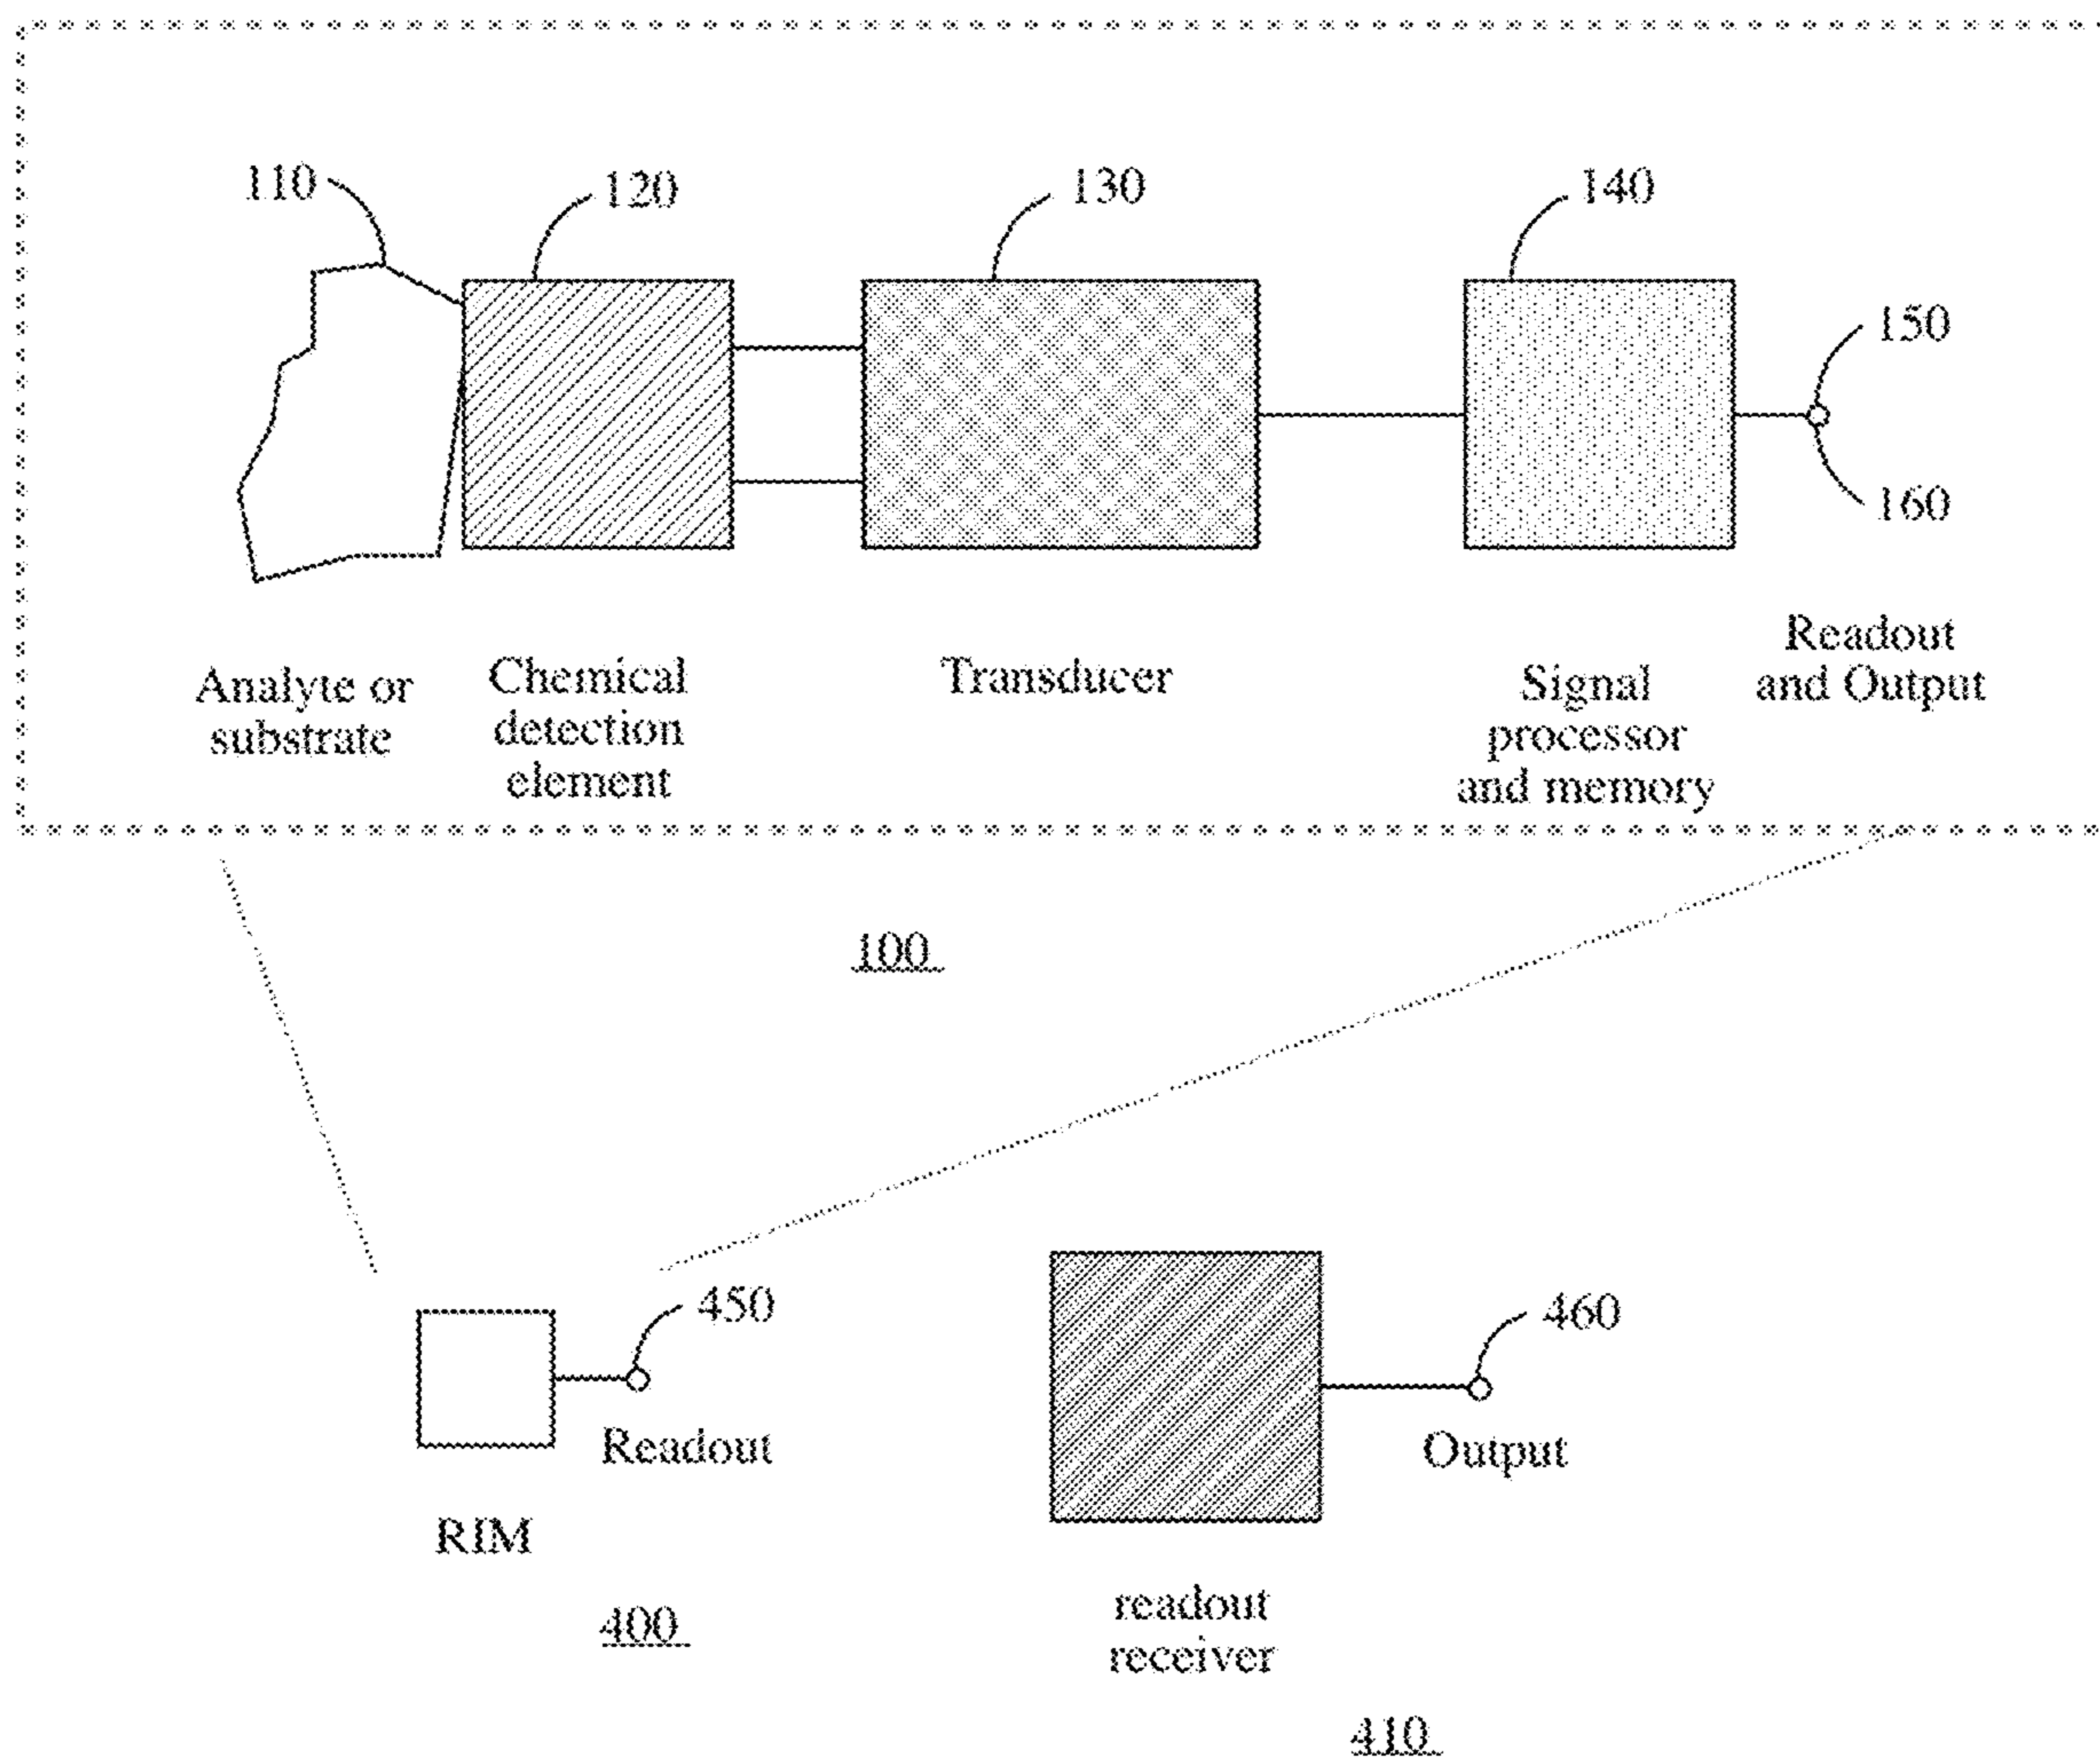 110
120
130
140
150
160
Analyte or
substrate
Chemical
detection
element
Transducer
Signal
processor
and memory
Readout
and Output
100
450
Readout
RIM
400
460
Output
readout
receiver
410